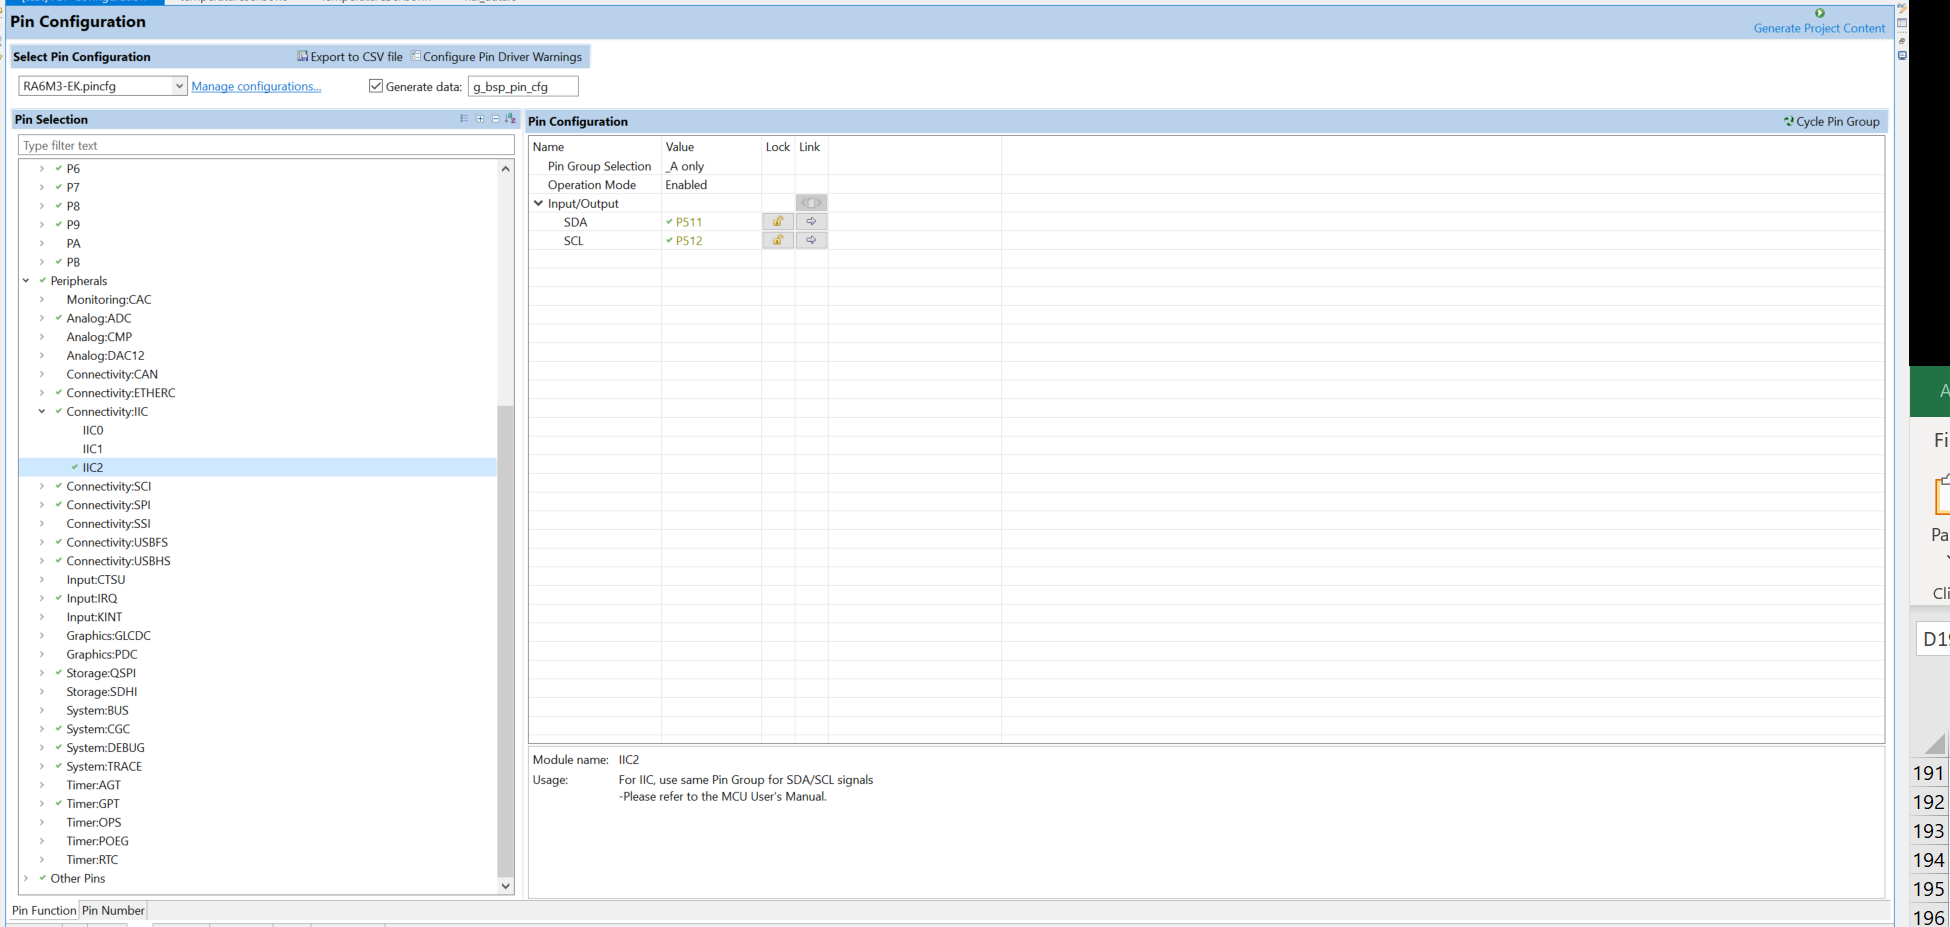 Pin Configuration
Generate Project Content
Select Pin Configuration
Export to CSV file
Configure Pin Driver Warnings
RA6M3-EK.pincfg
Manage configurations...
Generate data:
g_bsp_pin_cfg
Pin Selection
Type filter text
P6
P7
P8
P9
PA
PB
Peripherals
Monitoring:CAC
Analog:ADC
Analog:CMP
Analog:DAC12
Connectivity:CAN
Connectivity:ETHERC
Connectivity:IIC
IIC0
IIC1
IIC2
Connectivity:SCI
Connectivity:SPI
Connectivity:SSI
Connectivity:USBFS
Connectivity:USBHS
Input:CTSU
Input:IRQ
Input:KINT
Graphics:GLCDC
Graphics:PDC
Storage:QSPI
Storage:SDHI
System:BUS
System:CGC
System:DEBUG
System:TRACE
Timer:AGT
Timer:GPT
Timer:OPS
Timer:POEG
Timer:RTC
Other Pins
Pin Function
Pin Number
Pin Configuration
Cycle Pin Group
Name Value Lock Link
Pin Group Selection _A only
Operation Mode Enabled
Input/Output
SDA P511
SCL P512
Module name: IIC2
Usage: For IIC, use same Pin Group for SDA/SCL signals
-Please refer to the MCU User's Manual.
191
192
193
194
195
196